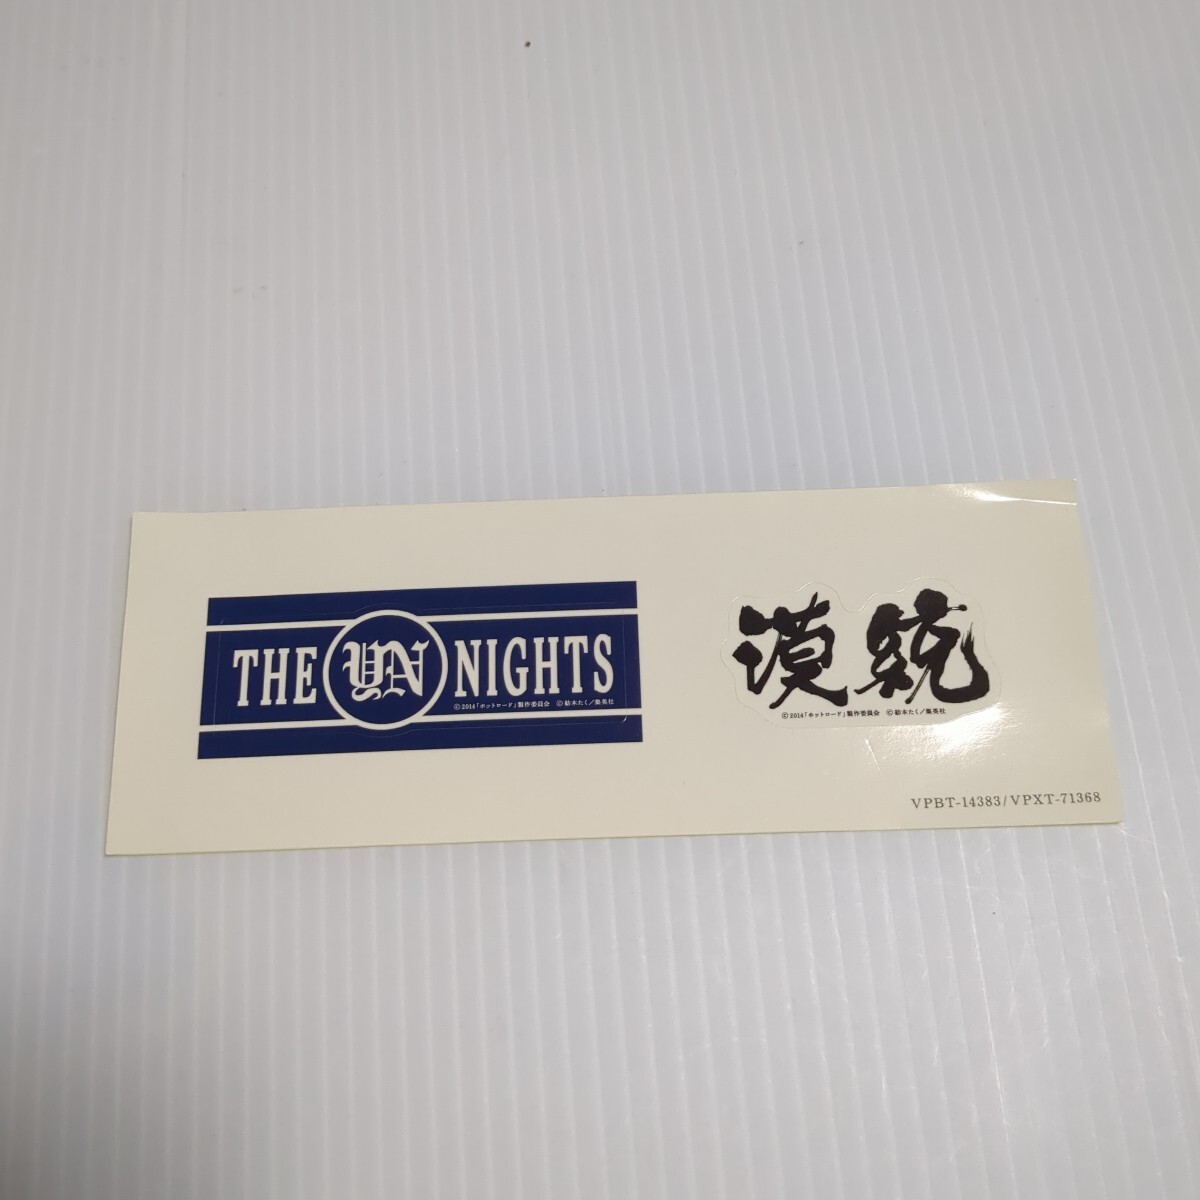 THE YN NIGHTS
©2014「ホットロード」製作委員会 ©紡木たく/集英社
漠統
©2014「ホットロード」製作委員会 ©紡木たく/集英社
VPBT-14383/VPXT-71368